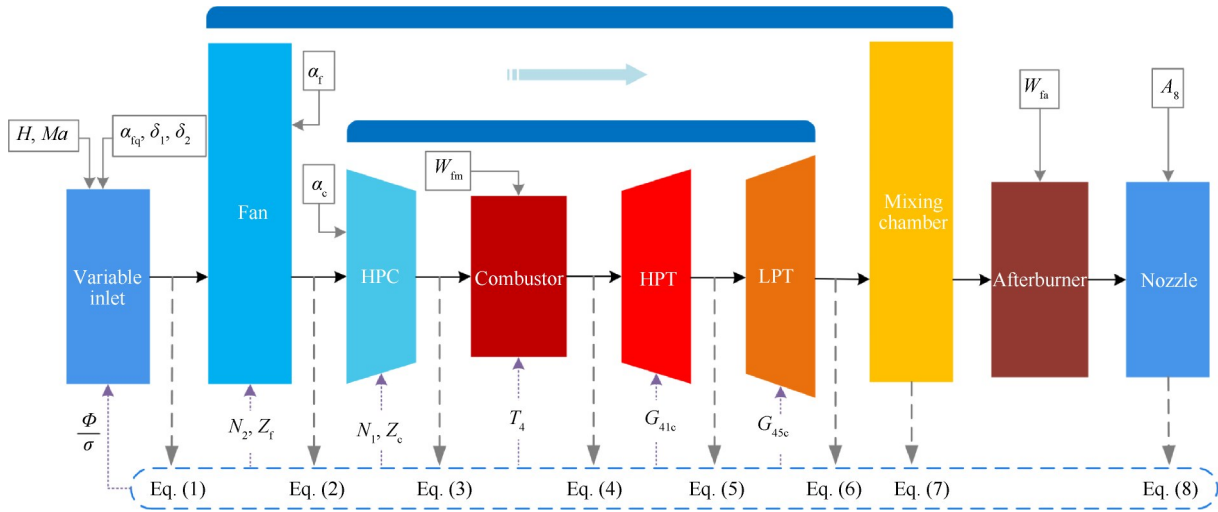 α_f
W_fa
A_8
H, Ma
α_fq, δ_1, δ_2
W_fm
α_c
Fan
Mixing
chamber
Variable
inlet
HPC
Combustor
HPT
LPT
Afterburner
Nozzle
Φ
σ
N_2, Z_f
N_1, Z_c
T_4
G_41c
G_45c
Eq. (1)
Eq. (2)
Eq. (3)
Eq. (4)
Eq. (5)
Eq. (6)
Eq. (7)
Eq. (8)